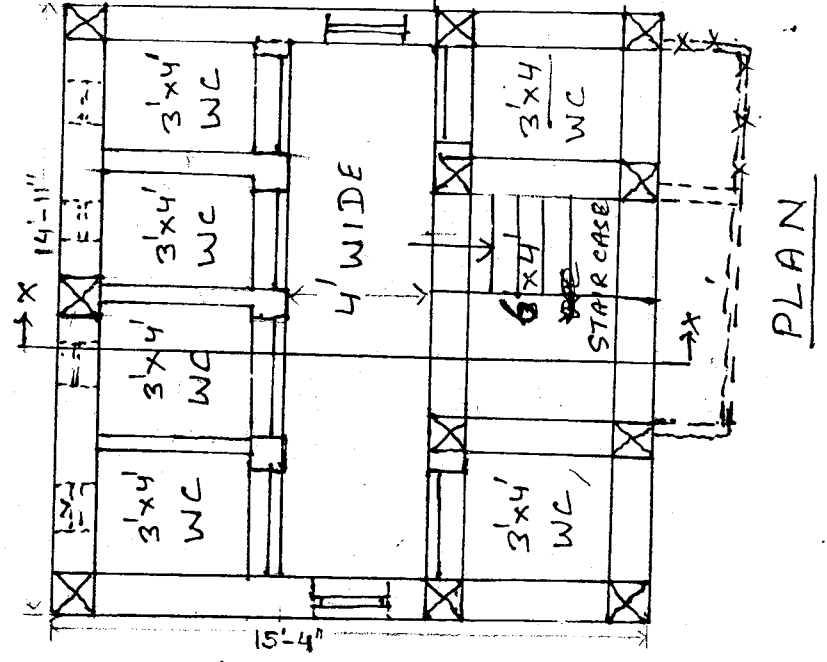 3'x4'
WC
3'x4'
WC
3'x4'
WC
3'x4'
WC
4' WIDE
3'x4
WC
6'x4'
STAIR CASE
3'x4'
WC
14'-11"
15'-4"
X
X
PLAN